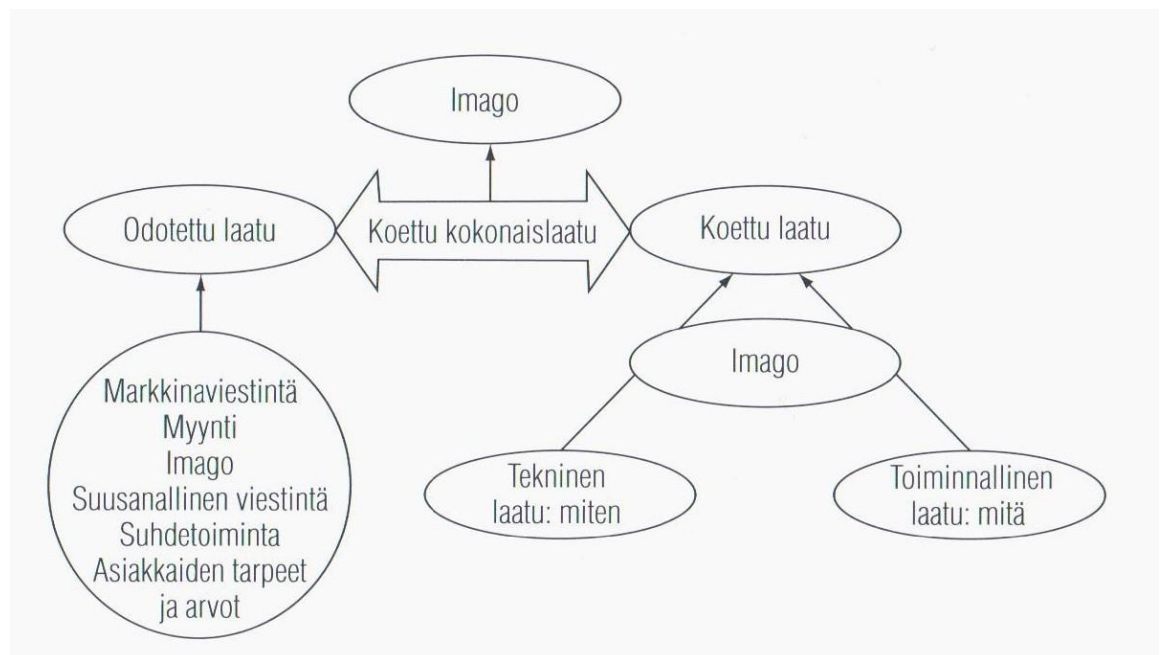 Imago
Odotettu laatu
Koettu kokonaislaatu
Koettu laatu
Imago
Markkinaviestintä
Myynti
Imago
Suusanallinen viestintä
Suhdetoiminta
Asiakkaiden tarpeet
ja arvot
Tekninen
laatu: miten
Toiminnallinen
laatu: mitä